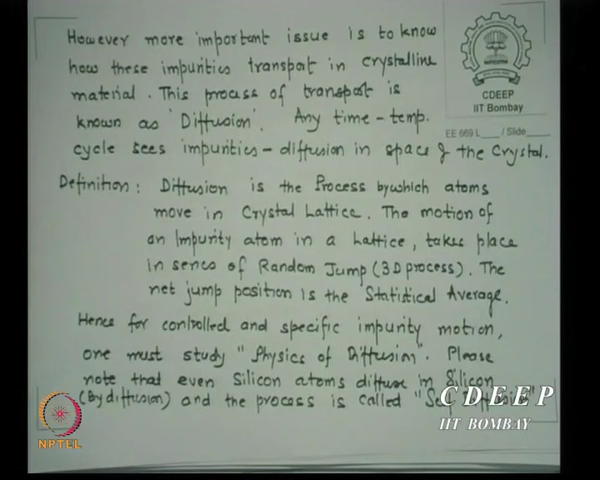 However more important issue is to know
how these impurities transport in crystalline
material. This process of transport is
known as 'Diffusion'. Any time-temp.
cycle sees impurities-diffusion in space of the Crystal.
CDEEP
IIT Bombay
EE 669 L___ / Slide___
Definition: Diffusion is the Process by which atoms
move in Crystal Lattice. The motion of
an Impurity atom in a Lattice, takes place
in series of Random Jump (3D process). The
net jump position is the Statistical Average.
Hence for controlled and specific impurity motion,
one must study "Physics of Diffusion". Please
note that even Silicon atoms diffuse in Silicon
(By diffusion) and the process is called "Self Diffusion"
CDEEP
IIT BOMBAY
NPTEL